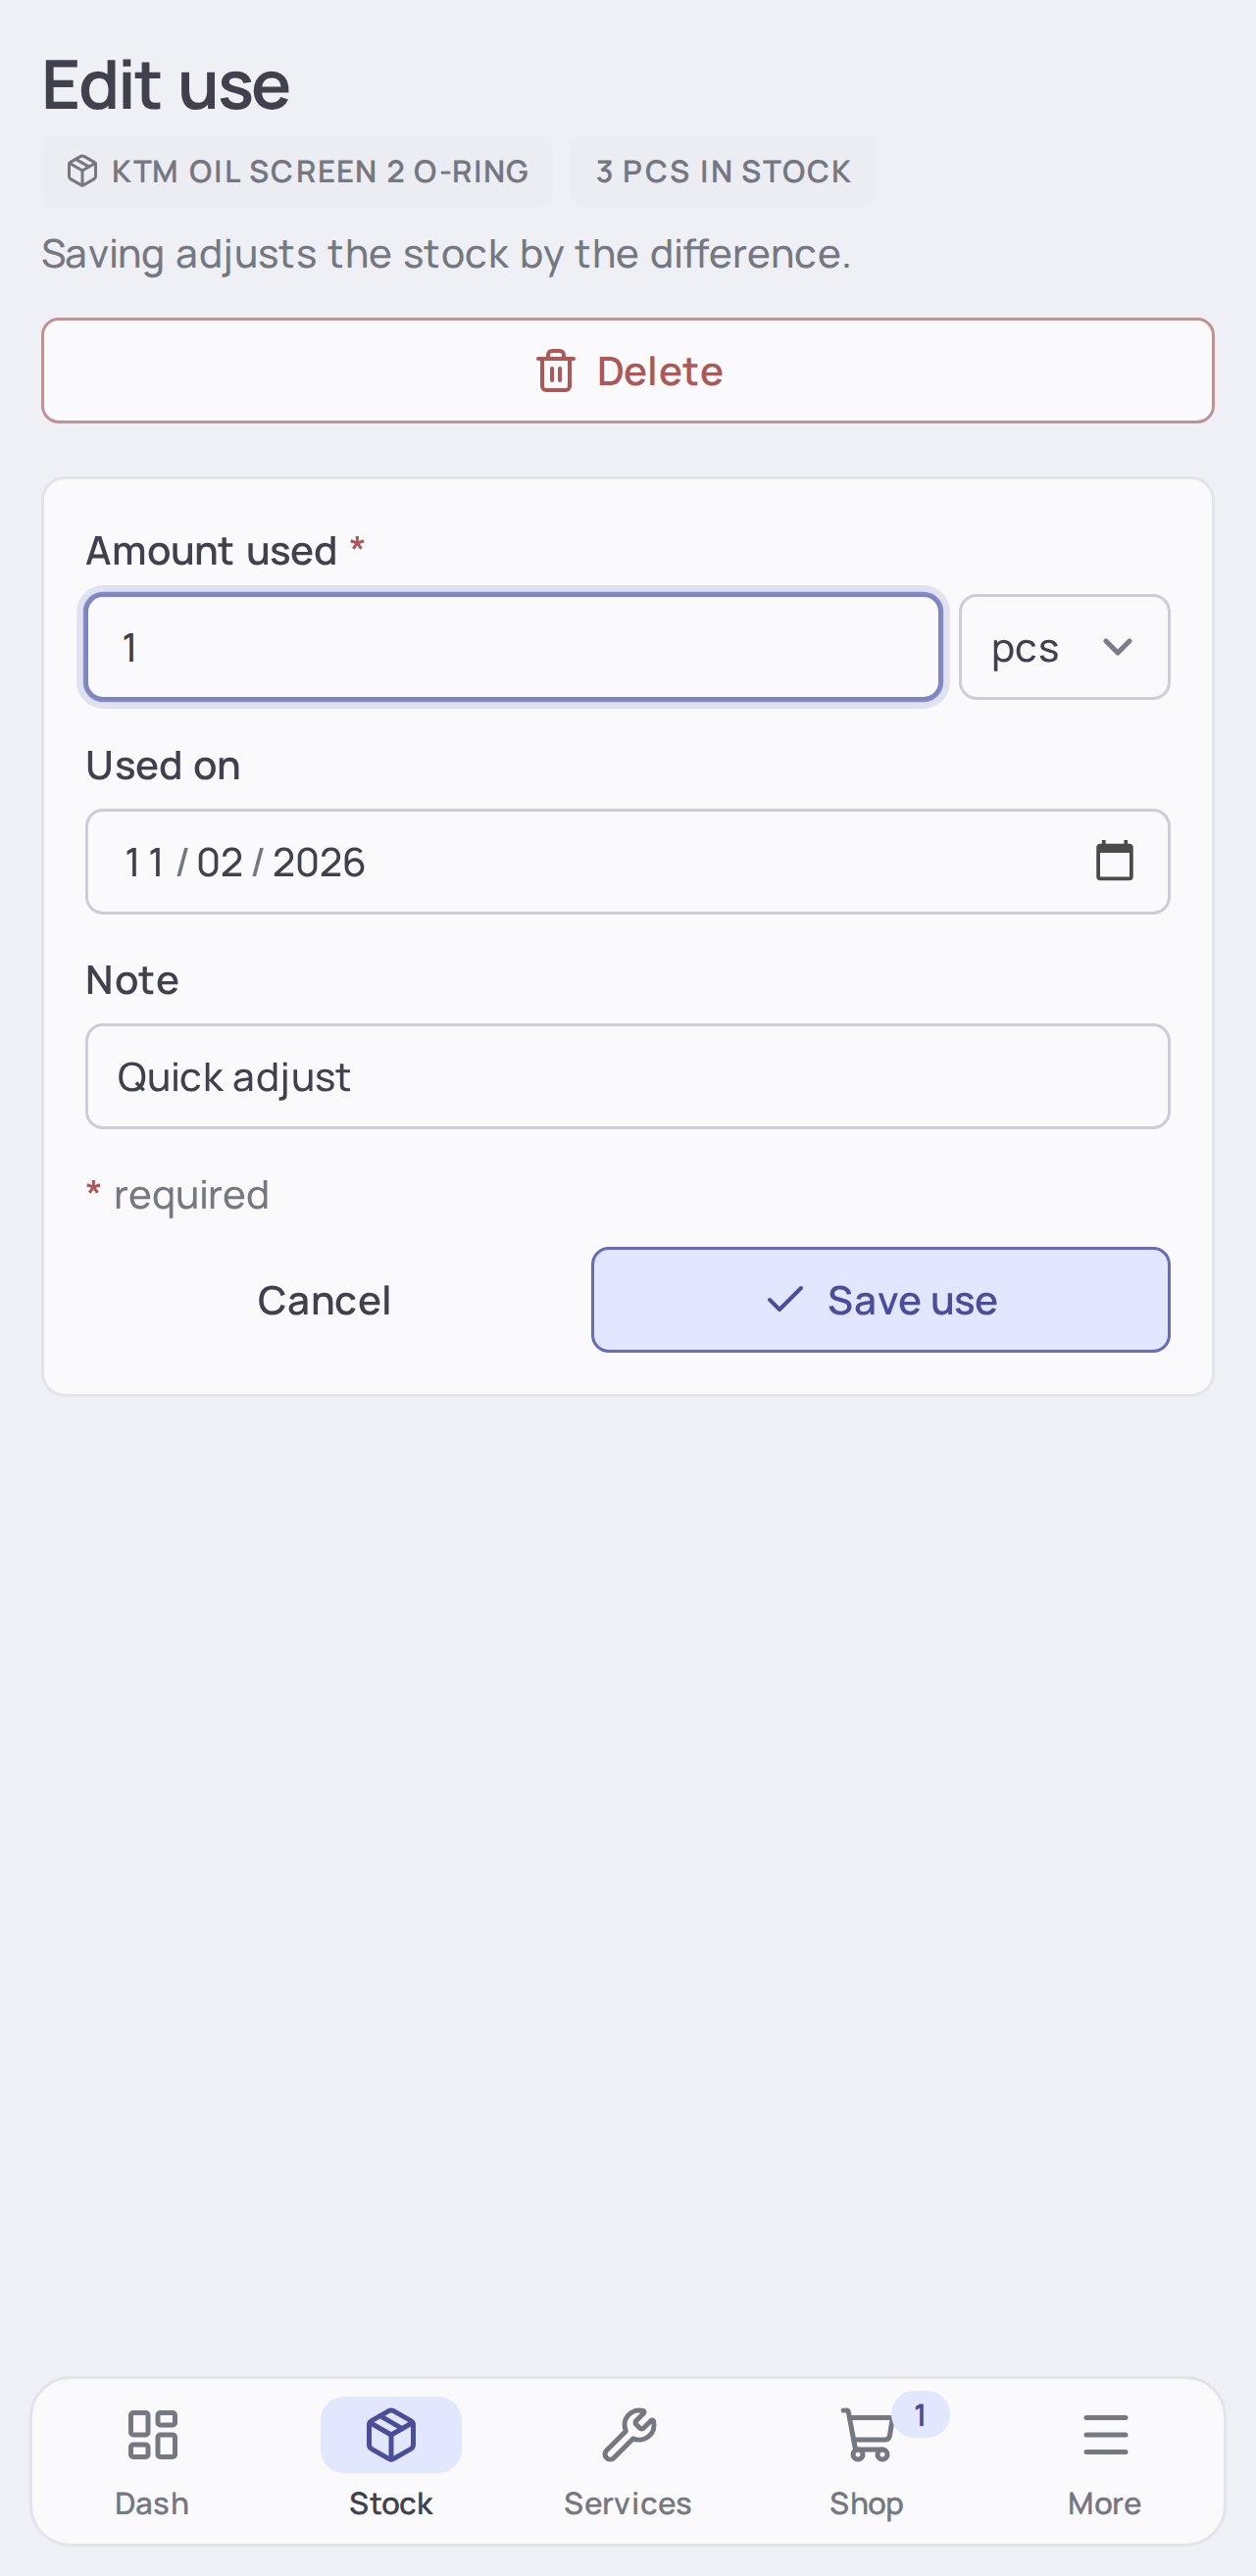 Edit use
KTM OIL SCREEN 2 O-RING 3 PCS IN STOCK
Saving adjusts the stock by the difference.
Delete
Amount used *
1 pcs
Used on
11/02/2026
Note
Quick adjust
* required
Cancel Save use
1
Dash Stock Services Shop More